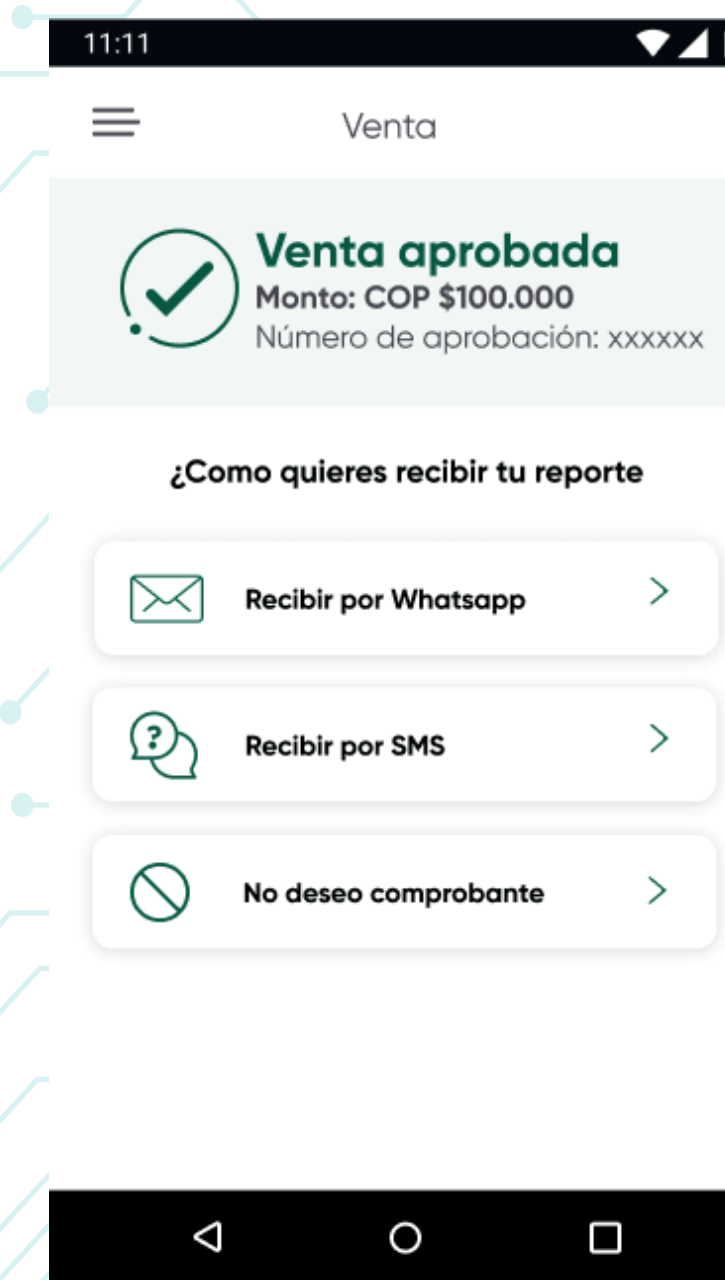 11:11
Venta
Venta aprobada
Monto: COP $100.000
Número de aprobación: xxxxxx
¿Como quieres recibir tu reporte
Recibir por Whatsapp
?
Recibir por SMS
No deseo comprobante